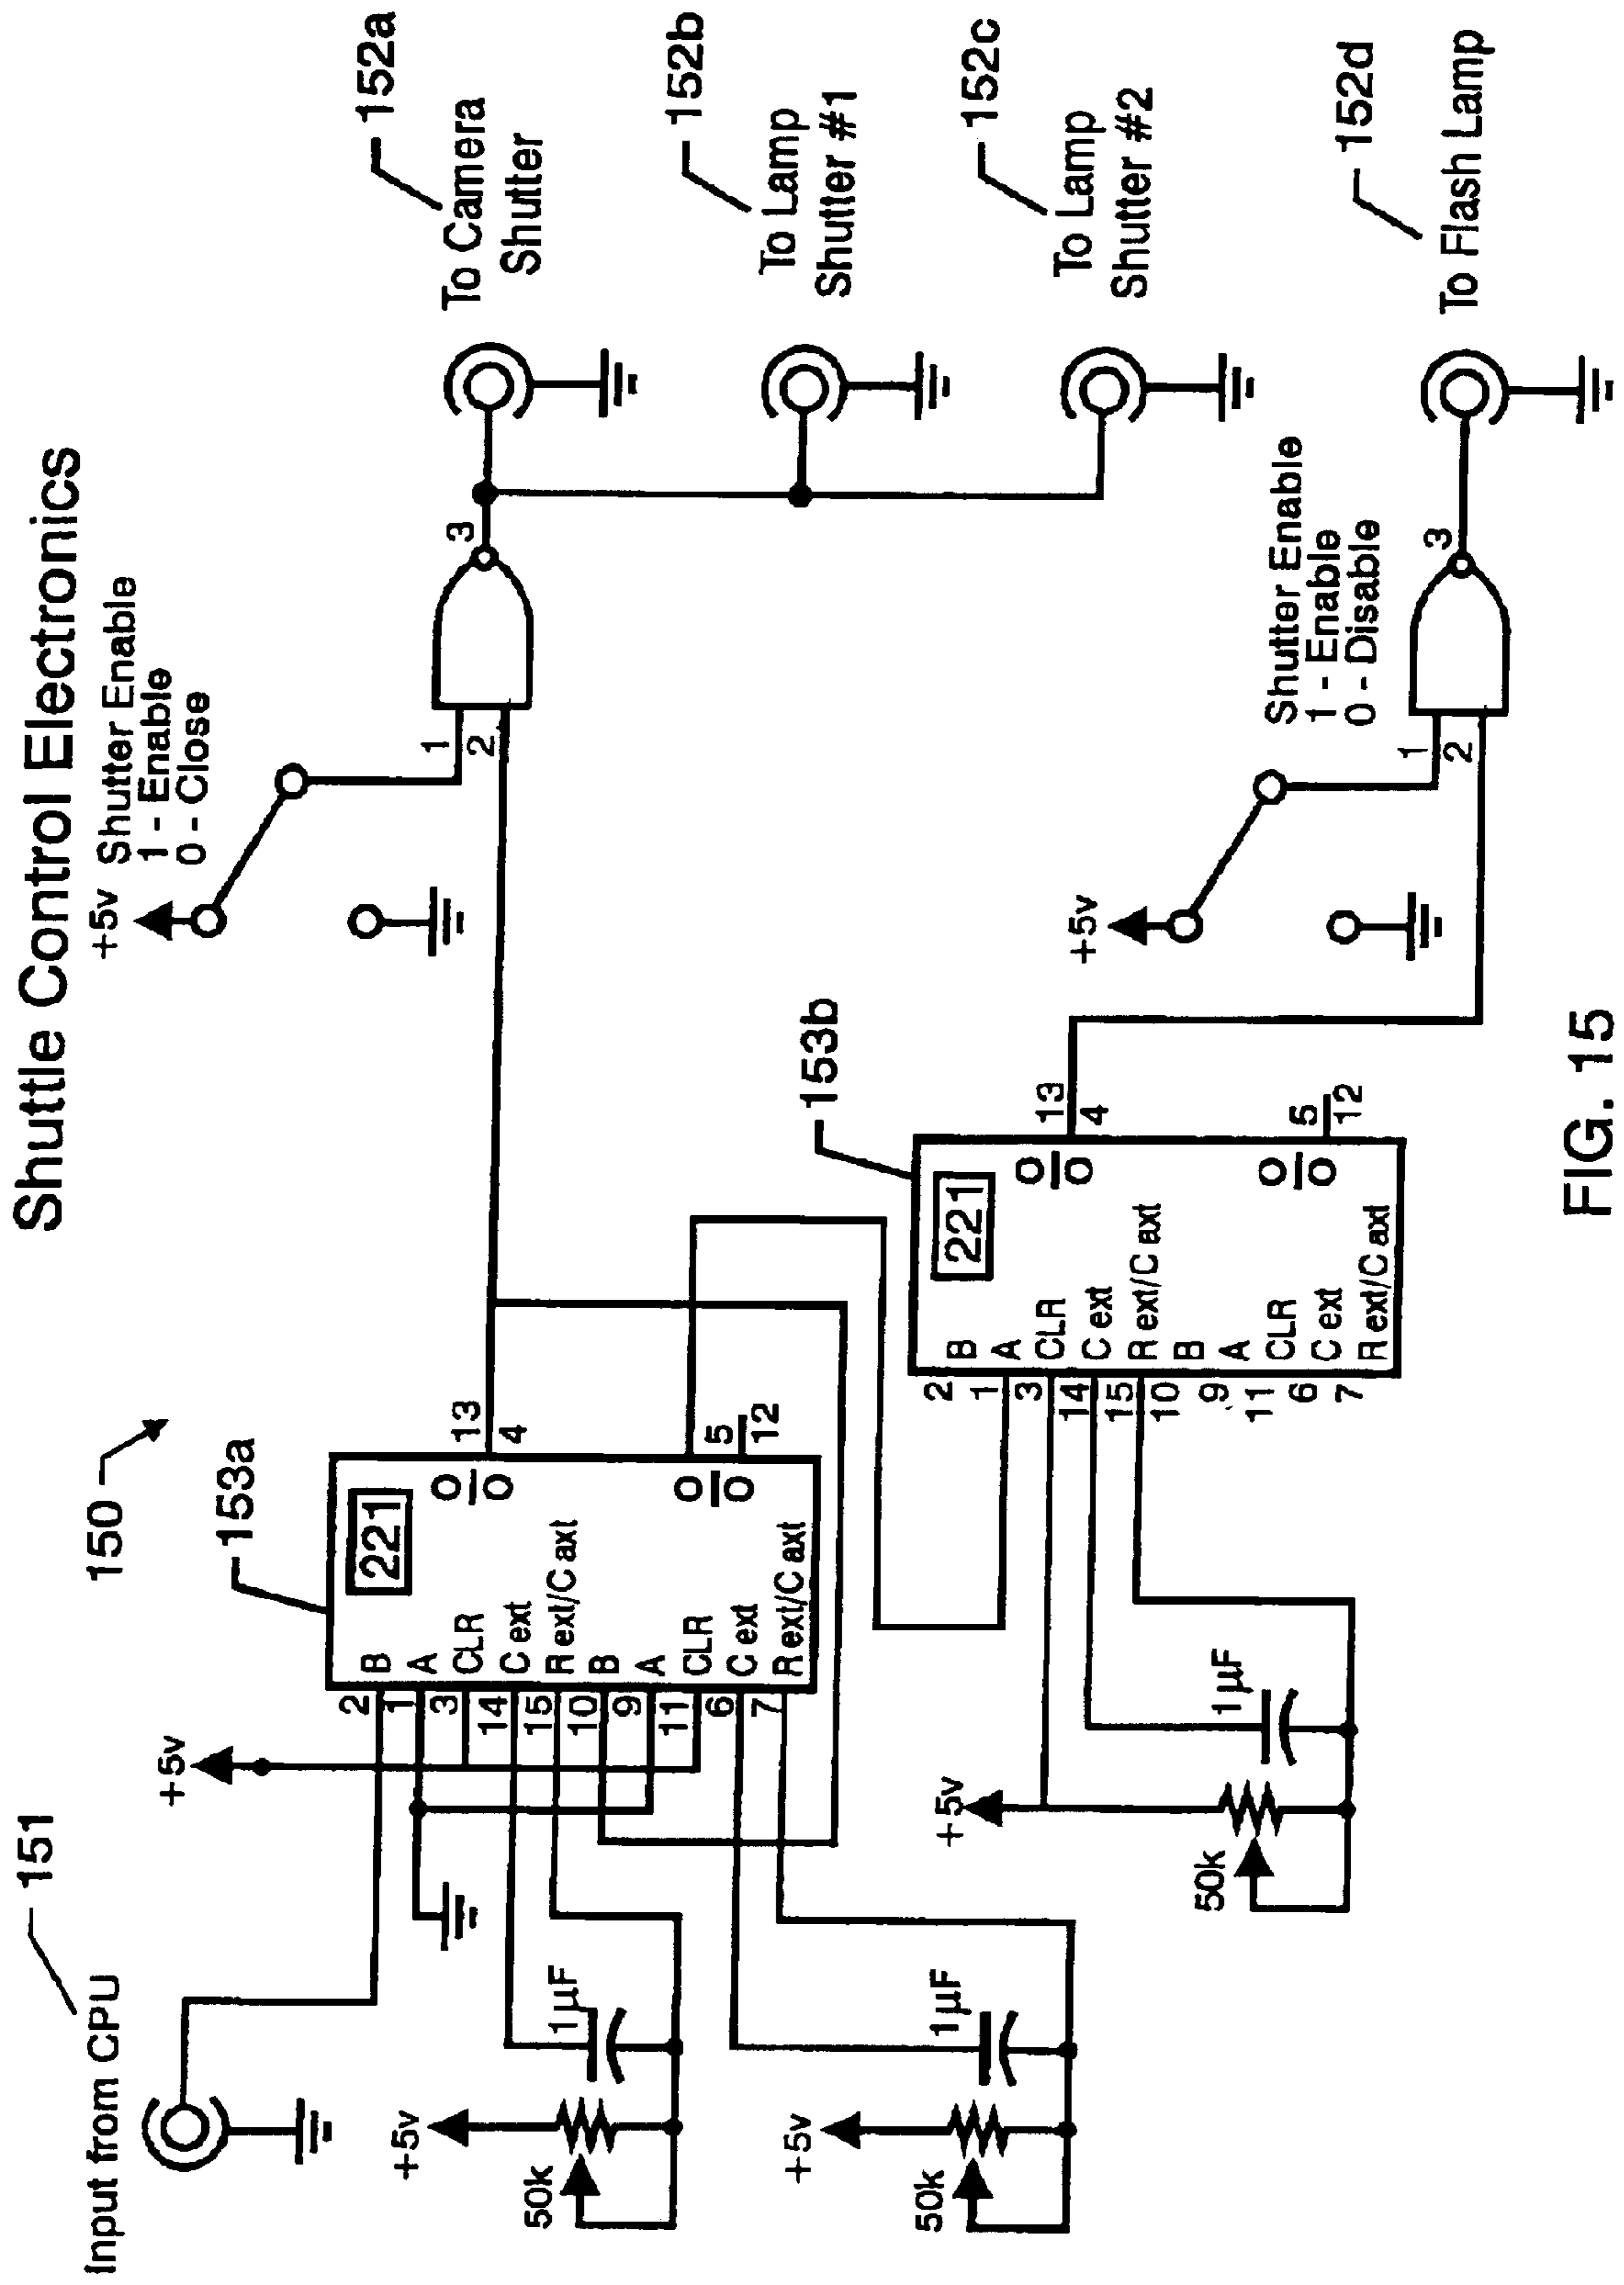 Shuttle Control Electronics
Input from CPU
151
150
153a
221
2 B
1 A
3 CLR
14 C ext
15 R ext/C axt
10 B
9 A
11 CLR
6 C ext
7 R ext/C axt
O
O
13
4
O
O
5
12
+5v
+5v
50k
1µF
+5v
50k
1µF
153b
221
2 B
1 A
3 CLR
14 C ext
15 R ext/C axt
10 B
9 A
11 CLR
6 C ext
7 R ext/C axt
O
O
13
4
O
O
5
12
+5v
50k
1µF
+5v
Shutter Enable
1 - Enable
0 - Close
1
2
3
+5v
Shutter Enable
1 - Enable
0 - Disable
1
2
3
152a
To Camera
Shutter
152b
To Lamp
Shutter #1
152c
To Lamp
Shutter #2
152d
To Flash Lamp
FIG. 15